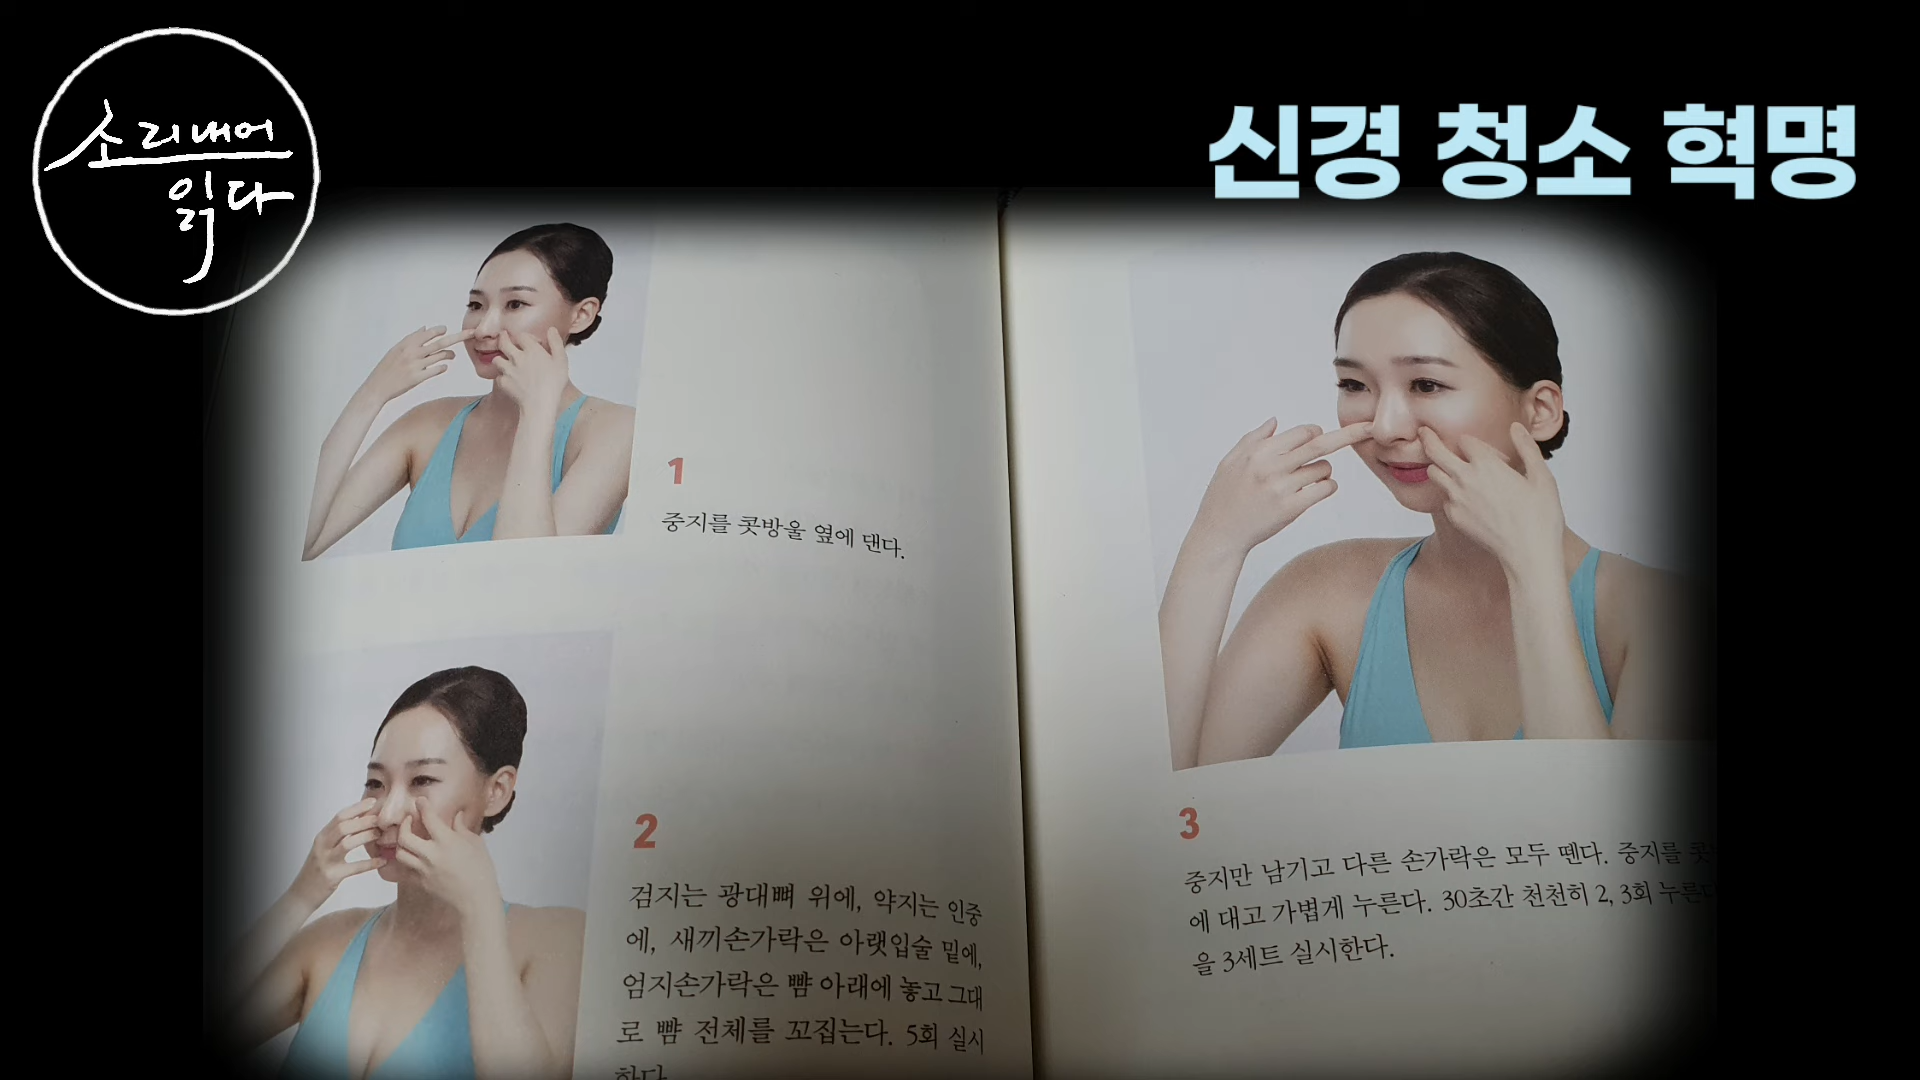 소리내어
읽다
신경 청소 혁명
1
중지를 콧방울 옆에 댄다.
2
검지는 광대뼈 위에, 약지는 인중
에, 새끼손가락은 아랫입술 밑에,
엄지손가락은 뺨 아래에 놓고 그대
로 뺨 전체를 꼬집는다. 5회 실시
한다
3
중지만 남기고 다른 손가락은 모두 뗀다. 중지를
에 대고 가볍게 누른다. 30초간 천천히 2, 3회 누른다
을 3세트 실시한다.